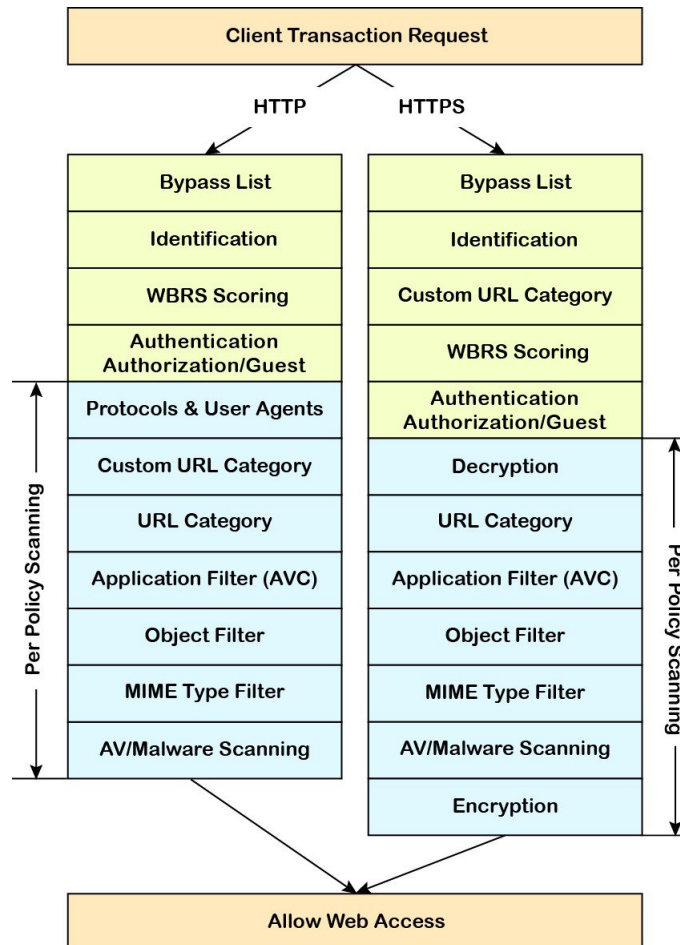 Client Transaction Request
HTTP
HTTPS
Bypass List
Identification
WBRS Scoring
Authentication
Authorization/Guest
Protocols & User Agents
Custom URL Category
URL Category
Application Filter (AVC)
Object Filter
MIME Type Filter
AV/Malware Scanning
Per Policy Scanning
Bypass List
Identification
Custom URL Category
WBRS Scoring
Authentication
Authorization/Guest
Decryption
URL Category
Application Filter (AVC)
Object Filter
MIME Type Filter
AV/Malware Scanning
Encryption
Per Policy Scanning
Allow Web Access